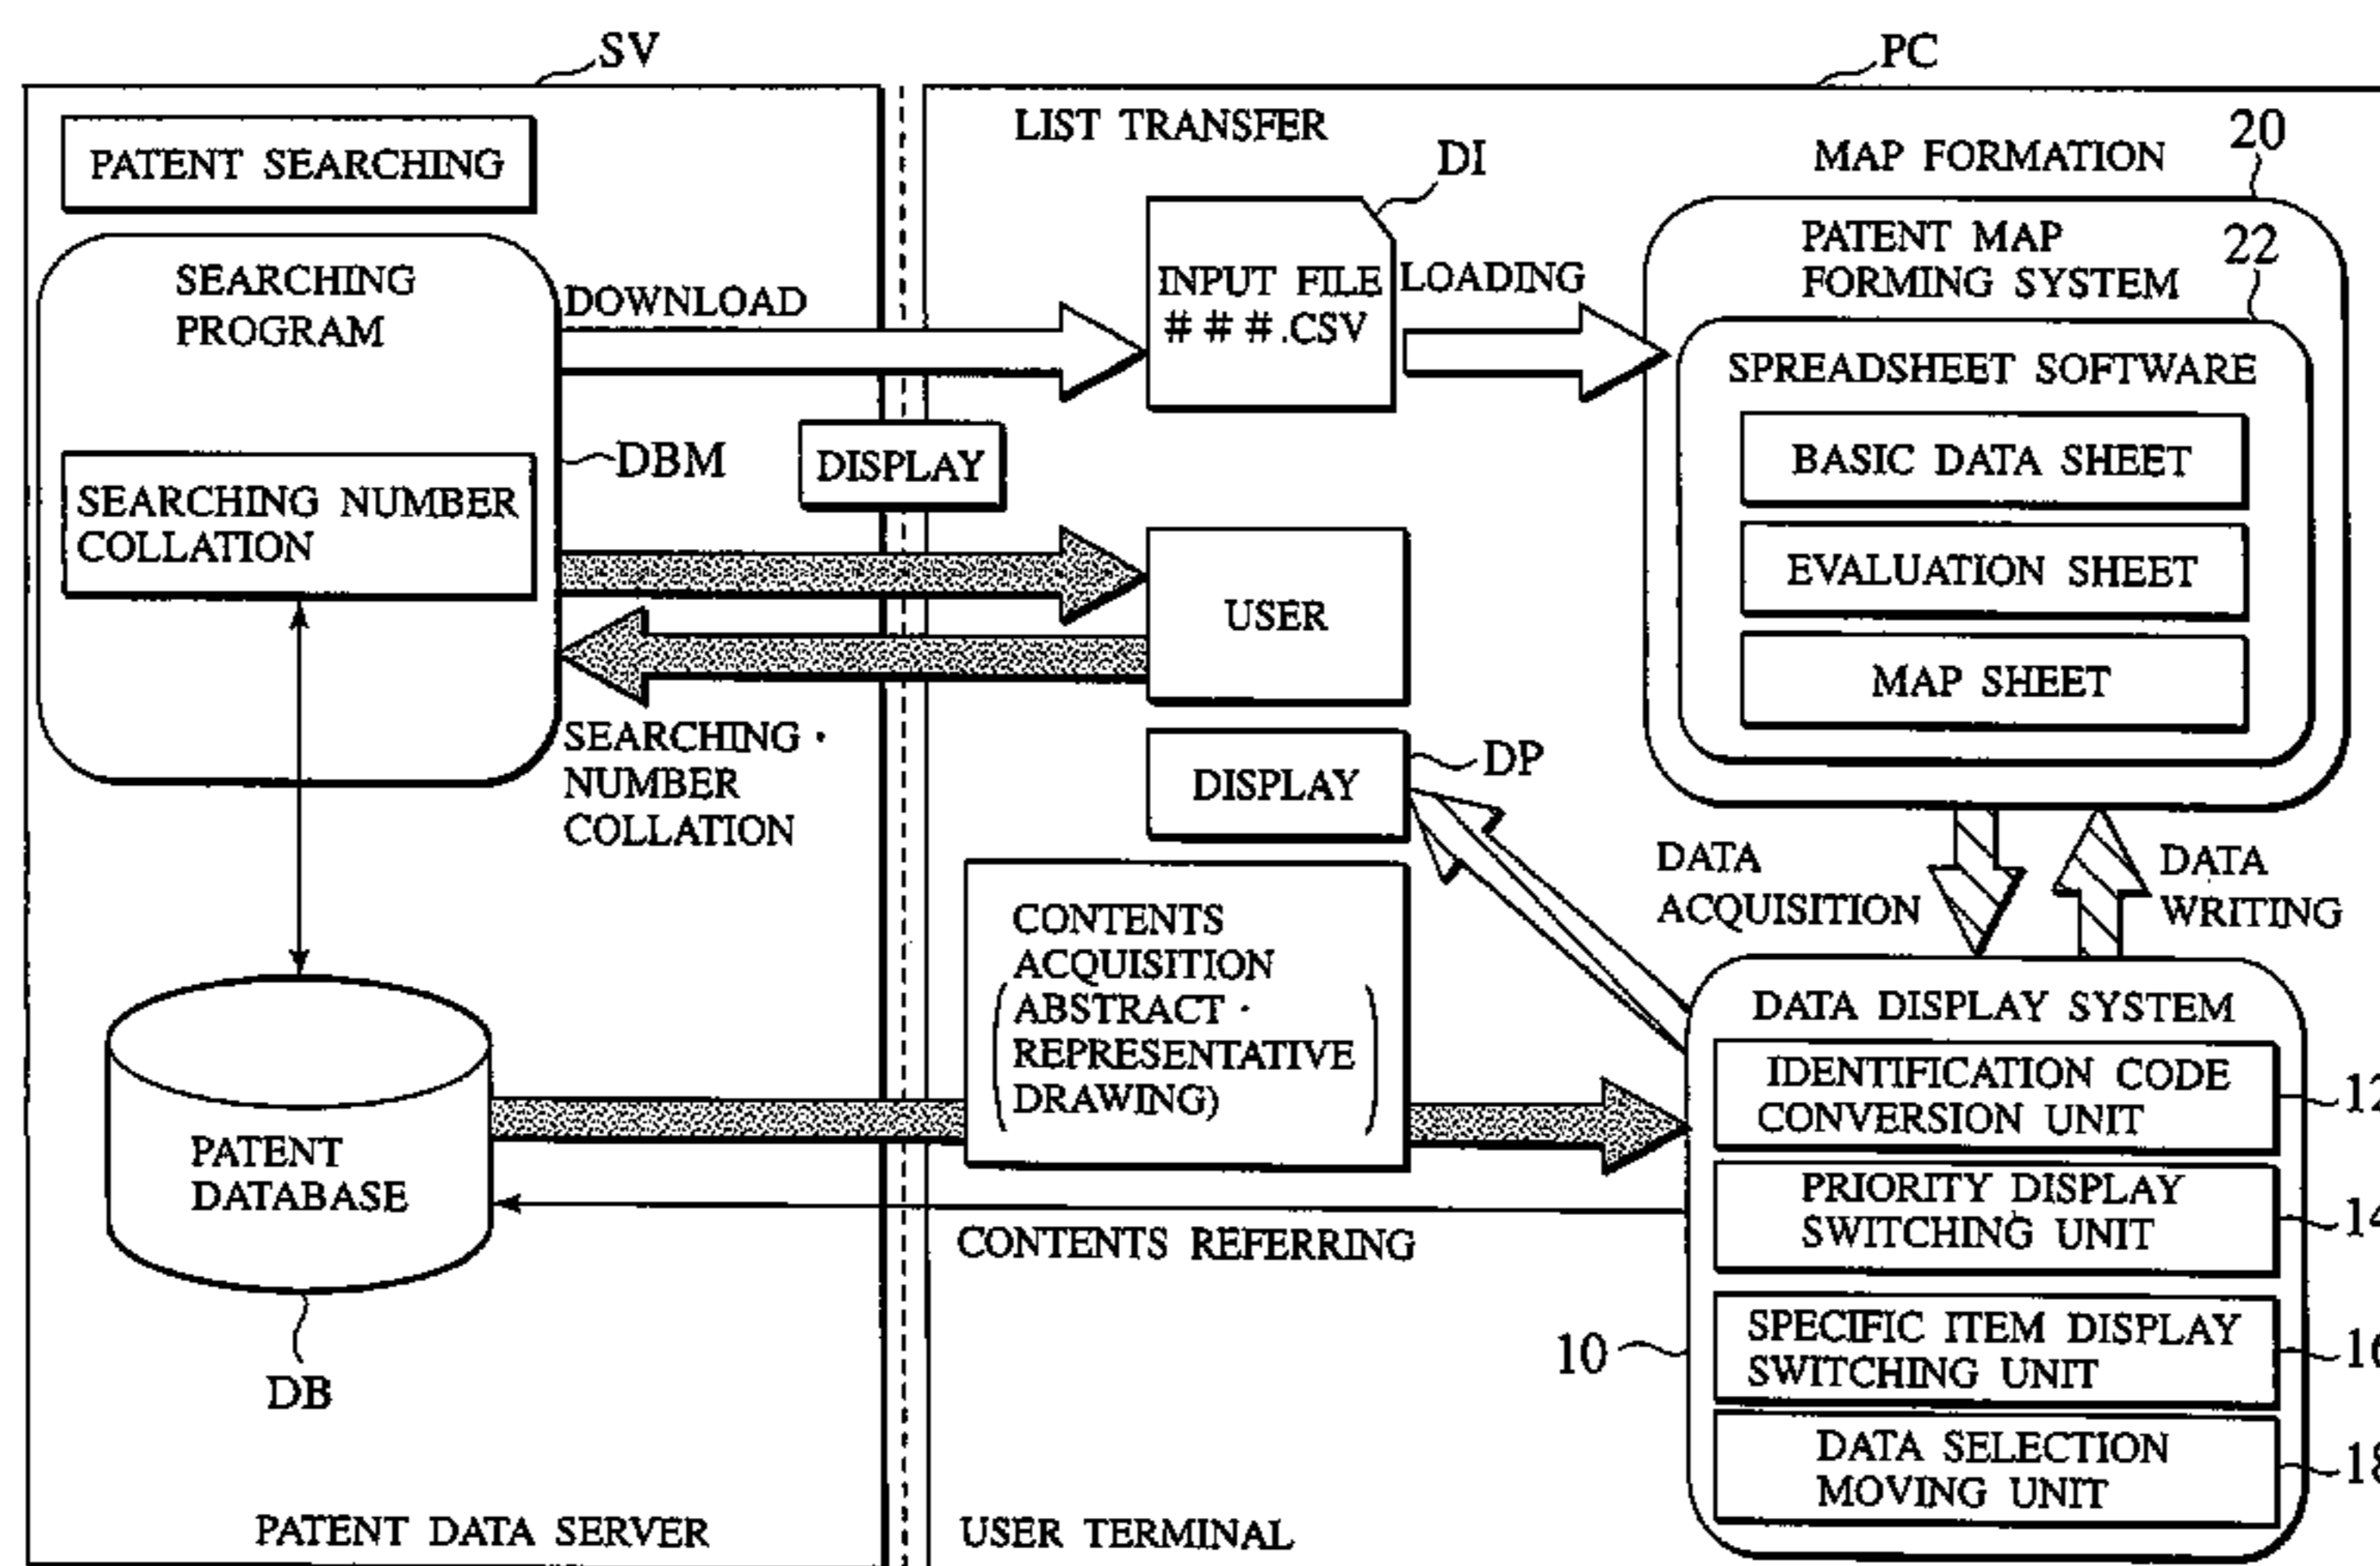 SV
PC
PATENT SEARCHING
SEARCHING
PROGRAM
SEARCHING NUMBER
COLLATION
DOWNLOAD
DBM
DISPLAY
SEARCHING・
NUMBER
COLLATION
PATENT
DATABASE
DB
PATENT DATA SERVER
LIST TRANSFER
DI
INPUT FILE
###.CSV
LOADING
USER
DISPLAY
DP
CONTENTS
ACQUISITION
(ABSTRACT・
REPRESENTATIVE
DRAWING)
CONTENTS REFERRING
USER TERMINAL
MAP FORMATION
20
PATENT MAP
FORMING SYSTEM
22
SPREADSHEET SOFTWARE
BASIC DATA SHEET
EVALUATION SHEET
MAP SHEET
DATA
ACQUISITION
DATA
WRITING
DATA DISPLAY SYSTEM
IDENTIFICATION CODE
CONVERSION UNIT
12
PRIORITY DISPLAY
SWITCHING UNIT
14
10
SPECIFIC ITEM DISPLAY
SWITCHING UNIT
16
DATA SELECTION
MOVING UNIT
18